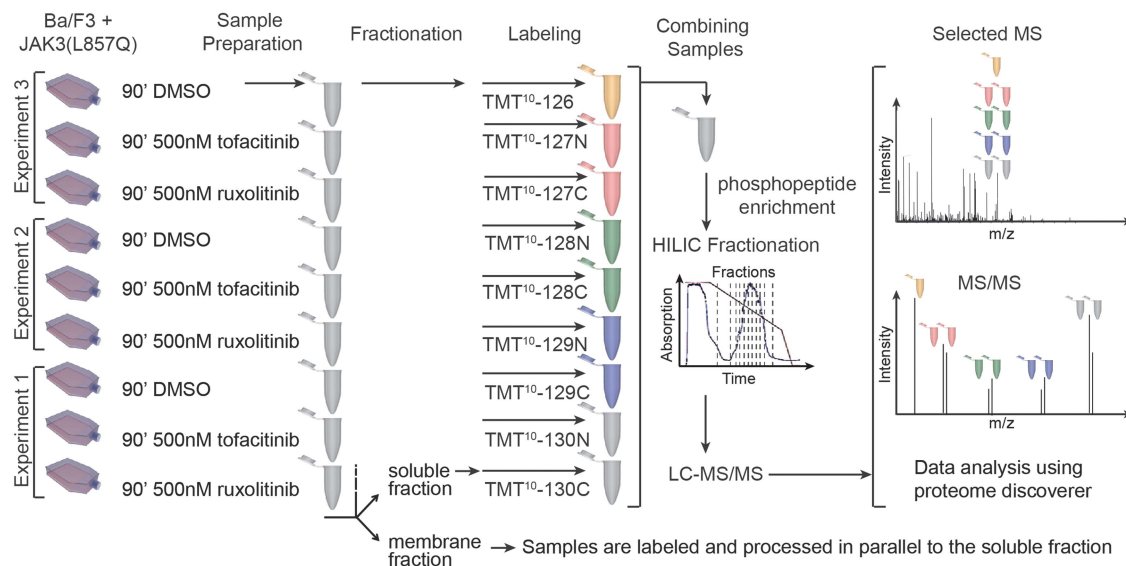 Ba/F3 +
JAK3(L857Q)
Sample
Preparation
Fractionation
Labeling
Combining
Samples
Selected MS
Experiment 3
90' DMSO
90' 500nM tofacitinib
90' 500nM ruxolitinib
Experiment 2
90' DMSO
90' 500nM tofacitinib
90' 500nM ruxolitinib
Experiment 1
90' DMSO
90' 500nM tofacitinib
90' 500nM ruxolitinib
soluble
fraction
membrane
fraction
Samples are labeled and processed in parallel to the soluble fraction
TMT¹⁰-126
TMT¹⁰-127N
TMT¹⁰-127C
TMT¹⁰-128N
TMT¹⁰-128C
TMT¹⁰-129N
TMT¹⁰-129C
TMT¹⁰-130N
TMT¹⁰-130C
phosphopeptide
enrichment
HILIC Fractionation
Fractions
Absorption
Time
LC-MS/MS
Intensity
m/z
MS/MS
Intensity
m/z
Data analysis using
proteome discoverer